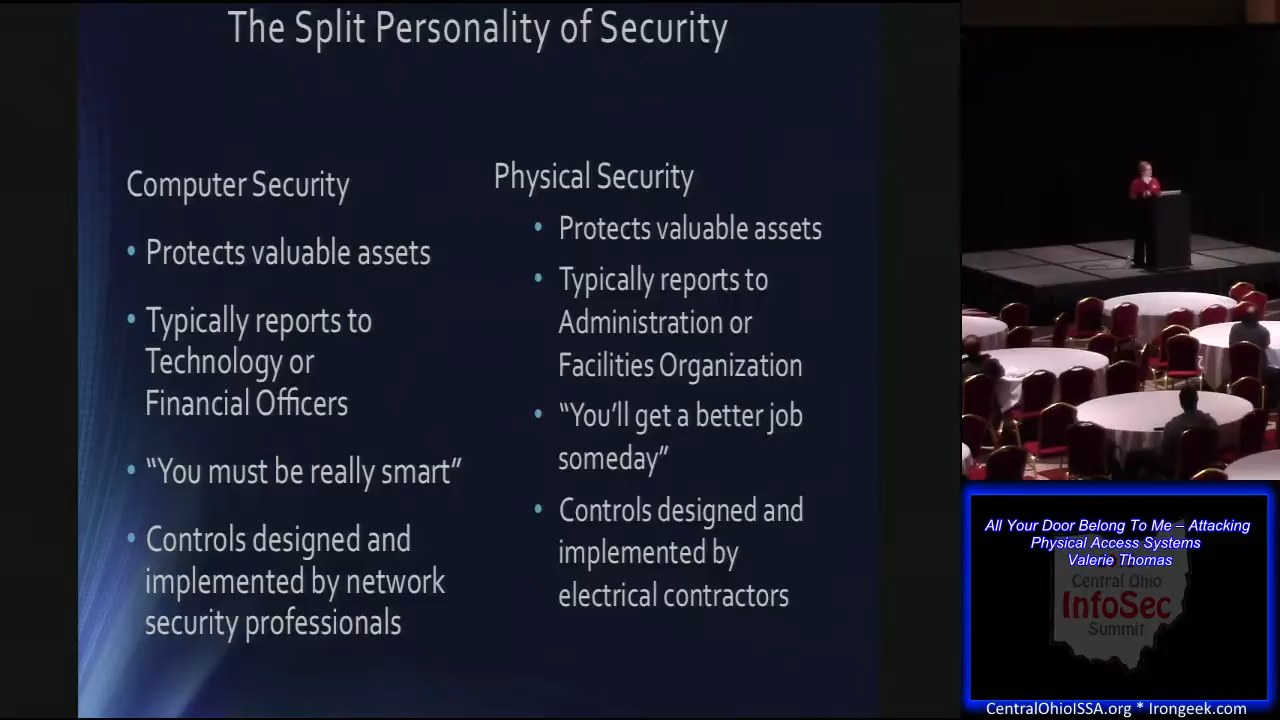 The Split Personality of Security
Computer Security
• Protects valuable assets
• Typically reports to
Technology or
Financial Officers
• “You must be really smart”
• Controls designed and
implemented by network
security professionals
Physical Security
• Protects valuable assets
• Typically reports to
Administration or
Facilities Organization
• “You’ll get a better job
someday”
• Controls designed and
implemented by
electrical contractors
All Your Door Belong To Me – Attacking
Physical Access Systems
Valerie Thomas
Central Ohio
InfoSec
Summit
CentralOhioISSA.org * Irongeek.com